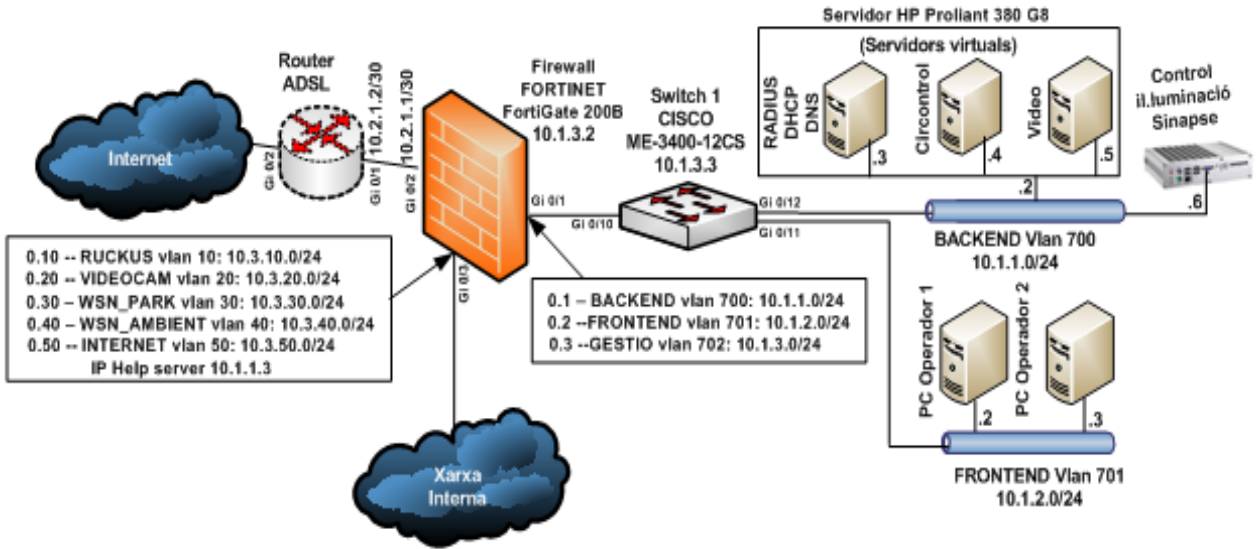 Servidor HP Proliant 380 G8
(Servidors virtuals)
RADIUS
DHCP
DNS
.3
Circontrol
.4
Video
.5
.2
Control
il.luminació
Sinapse
.6
Router
ADSL
Internet
Gi 0/2
Gi 0/1
10.2.1.2/30
10.2.1.1/30
Gi 0/2
Firewall
FORTINET
FortiGate 200B
10.1.3.2
Gi 0/1
Gi 0/3
Switch 1
CISCO
ME-3400-12CS
10.1.3.3
Gi 0/10
Gi 0/12
Gi 0/11
BACKEND Vlan 700
10.1.1.0/24
0.10 -- RUCKUS vlan 10: 10.3.10.0/24
0.20 -- VIDEOCAM vlan 20: 10.3.20.0/24
0.30 – WSN_PARK vlan 30: 10.3.30.0/24
0.40 – WSN_AMBIENT vlan 40: 10.3.40.0/24
0.50 -- INTERNET vlan 50: 10.3.50.0/24
IP Help server 10.1.1.3
0.1 – BACKEND vlan 700: 10.1.1.0/24
0.2 --FRONTEND vlan 701: 10.1.2.0/24
0.3 --GESTIO vlan 702: 10.1.3.0/24
PC Operador 1
.2
PC Operador 2
.3
FRONTEND Vlan 701
10.1.2.0/24
Xarxa
Interna